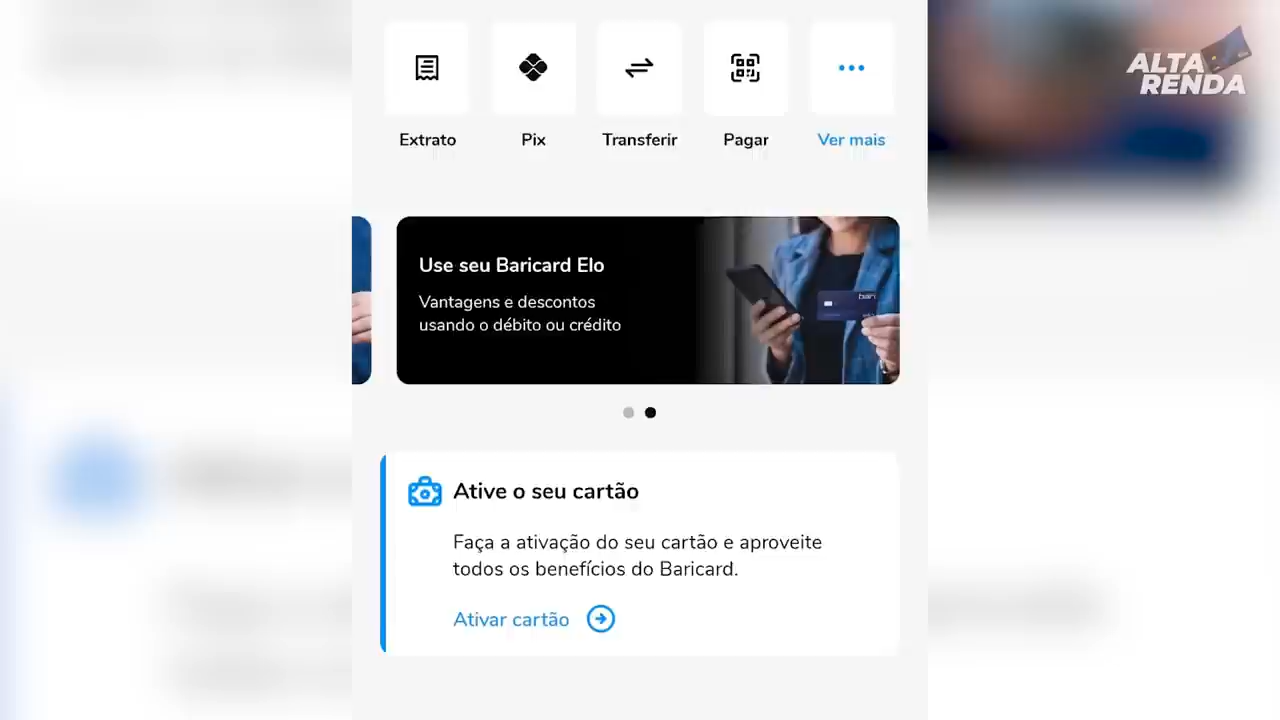 ALTA
RENDA
Extrato
Pix
Transferir
Pagar
Ver mais
Use seu Baricard Elo
Vantagens e descontos
usando o débito ou crédito
bari
Ative o seu cartão
Faça a ativação do seu cartão e aproveite
todos os benefícios do Baricard.
Ativar cartão